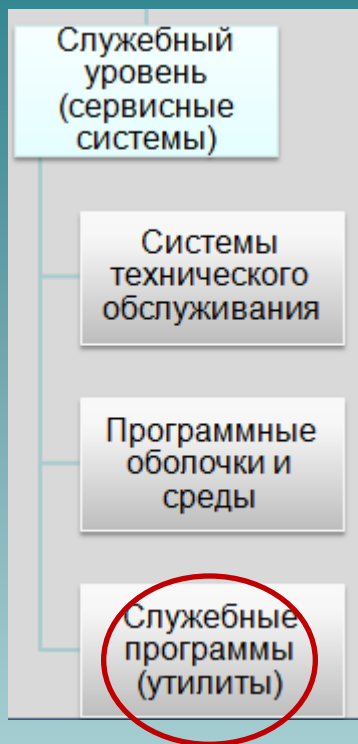 Служебный
уровень
(сервисные
системы)
Системы
технического
обслуживания
Программные
оболочки и
среды
Служебные
программы
(утилиты)